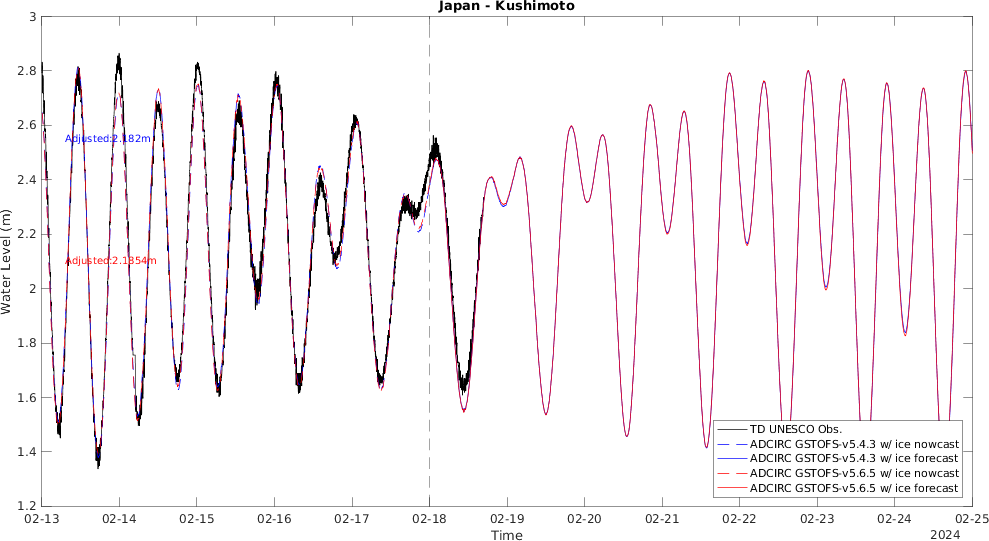 Japan - Kushimoto
3
2.8
2.6
2.4
2.2
2
1.8
1.6
1.4
1.2
Water Level (m)
Adjusted:2.182m
Adjusted:2.1354m
TD UNESCO Obs.
ADCIRC GSTOFS-v5.4.3 w/ ice nowcast
ADCIRC GSTOFS-v5.4.3 w/ ice forecast
ADCIRC GSTOFS-v5.6.5 w/ ice nowcast
ADCIRC GSTOFS-v5.6.5 w/ ice forecast
02-13 02-14 02-15 02-16 02-17 02-18 02-19 02-20 02-21 02-22 02-23 02-24 02-25
Time
2024